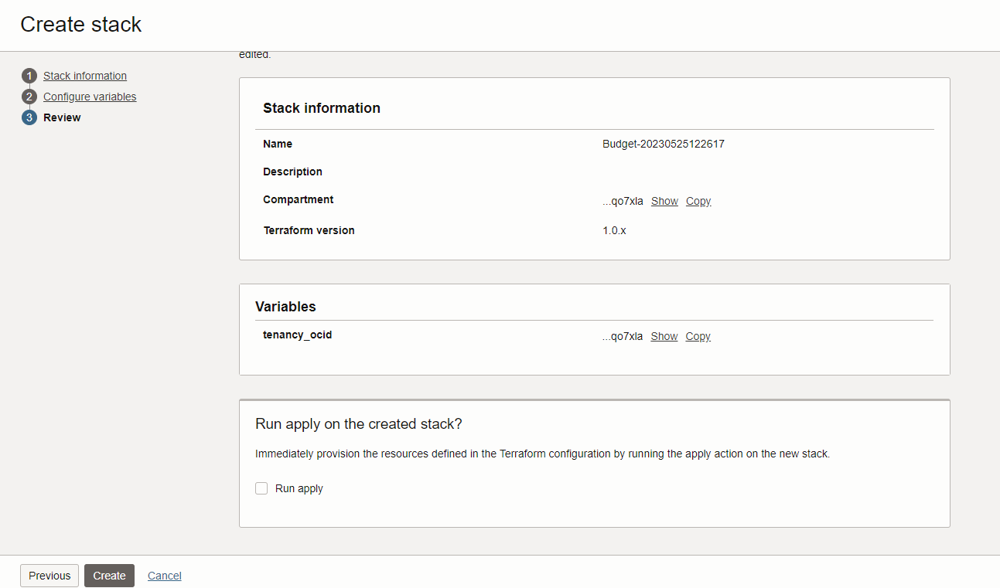 Create stack
edited.
1 Stack information
2 Configure variables
3 Review
Stack information
Name Budget-20230525122617
Description
Compartment ...qo7xla Show Copy
Terraform version 1.0.x
Variables
tenancy_ocid ...qo7xla Show Copy
Run apply on the created stack?
Immediately provision the resources defined in the Terraform configuration by running the apply action on the new stack.
Run apply
Previous Create Cancel